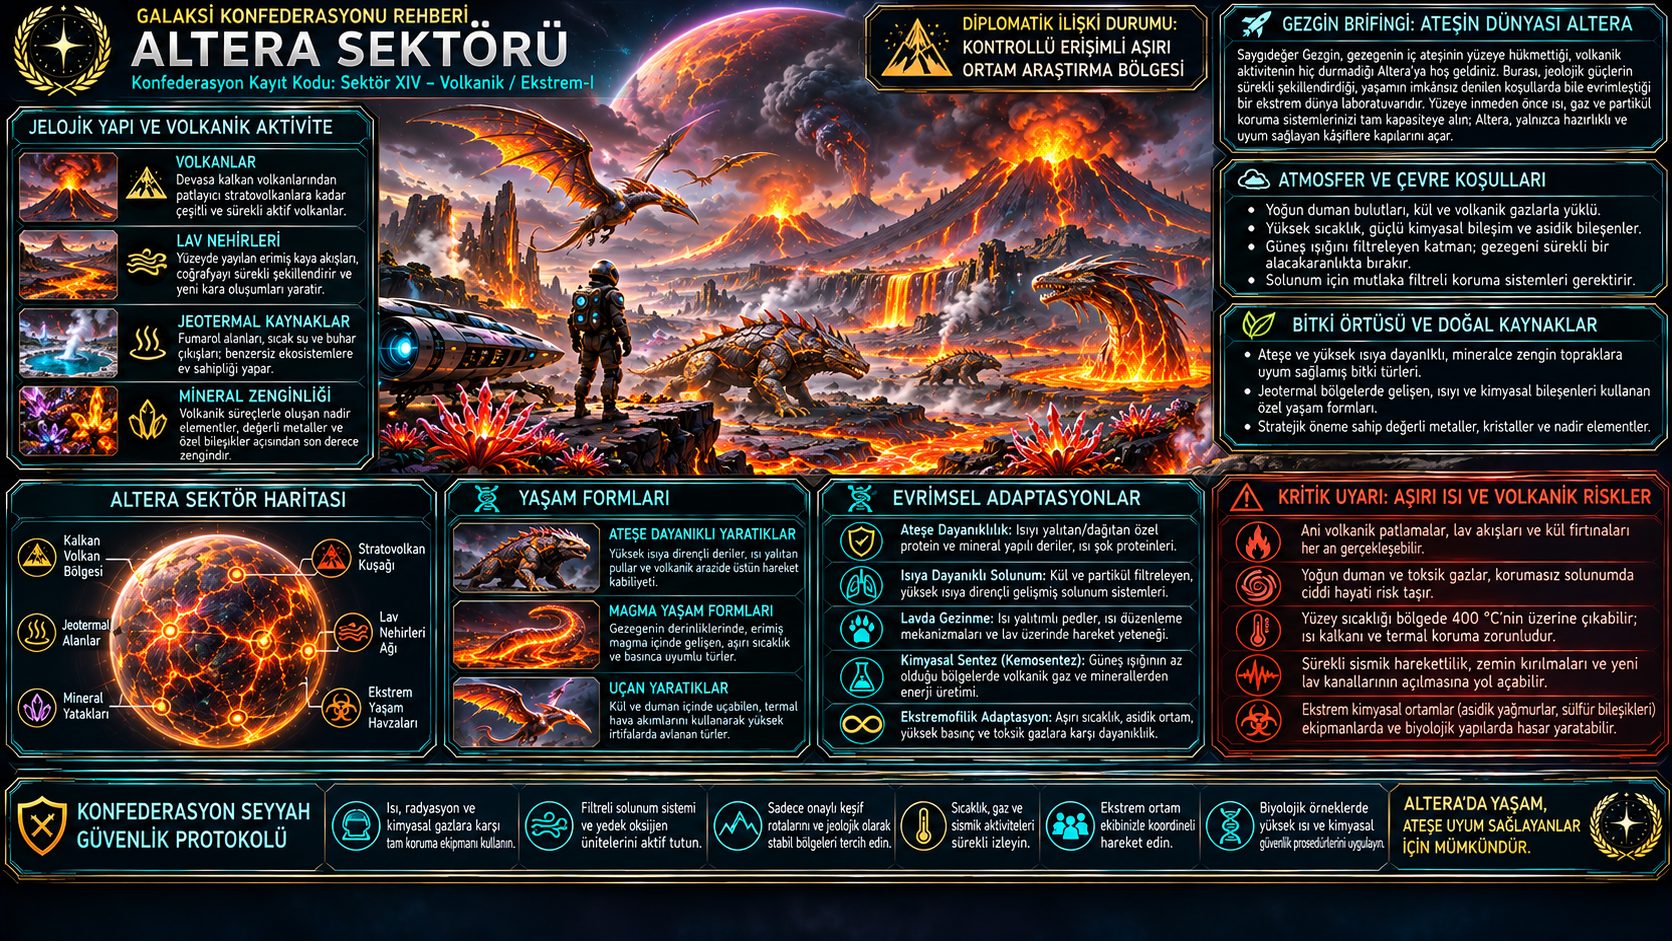 GALAKSİ KONFEDERASYONU REHBERİ
ALTERA SEKTÖRÜ
Konfederasyon Kayıt Kodu: Sektör XIV – Volkanik / Ekstrem-I
DİPLOMATİK İLİŞKİ DURUMU:
KONTROLLÜ ERİŞİMLİ AŞIRI
ORTAM ARAŞTIRMA BÖLGESİ
GEZGİN BRİFİNGİ: ATEŞİN DÜNYASI ALTERA
Saygıdeğer Gezgin, gezegenin iç ateşinin yüzeye hükmettiği, volkanik
aktivitenin hiç durmadığı Altera'ya hoş geldiniz. Burası, jeolojik güçlerin
sürekli şekillendirdiği, yaşamın imkânsız denilen koşullarda bile evrimleştiği
bir ekstrem dünya laboratuvarıdır. Yüzeye inmeden önce ısı, gaz ve partikül
koruma sistemlerinizi tam kapasiteye alın; Altera, yalnızca hazırlıklı ve
uyum sağlayan kâşiflere kapılarını açar.
JELOJİK YAPI VE VOLKANİK AKTİVİTE
VOLKANLAR
Devasa kalkan volkanlarından
patlayıcı stratovolkanlara kadar
çeşitli ve sürekli aktif volkanlar.
LAV NEHİRLERİ
Yüzeyde yayılan erimiş kaya akışları,
coğrafyayı sürekli şekillendirir ve
yeni kara oluşumları yaratır.
JEOTERMAL KAYNAKLAR
Fumarol alanları, sıcak su ve buhar
çıkışları; benzersiz ekosistemlere
ev sahipliği yapar.
MİNERAL ZENGİNLİĞİ
Volkanik süreçlerle oluşan nadir
elementler, değerli metaller ve
özel bileşikler açısından son derece
zengindir.
ATMOSFER VE ÇEVRE KOŞULLARI
• Yoğun duman bulutları, kül ve volkanik gazlarla yüklü.
• Yüksek sıcaklık, güçlü kimyasal bileşim ve asidik bileşenler.
• Güneş ışığını filtreleyen katman; gezegeni sürekli bir
alacakaranlıkta bırakır.
• Solunum için mutlaka filtreli koruma sistemleri gerektirir.
BİTKİ ÖRTÜSÜ VE DOĞAL KAYNAKLAR
• Ateşe ve yüksek ısıya dayanıklı, mineralce zengin topraklara
uyum sağlamış bitki türleri.
• Jeotermal bölgelerde gelişen, ısıyı ve kimyasal bileşenleri kullanan
özel yaşam formları.
• Stratejik öneme sahip değerli metaller, kristaller ve nadir elementler.
ALTERA SEKTÖR HARİTASI
Kalkan
Volkan
Bölgesi
Stratovolkan
Kuşağı
Jeotermal
Alanlar
Lav
Nehirleri
Ağı
Mineral
Yatakları
Ekstrem
Yaşam
Havzaları
YAŞAM FORMLARI
ATEŞE DAYANIKLI YARATIKLAR
Yüksek ısıya dirençli deriler, ısı yalıtan
pullar ve volkanik arazide üstün hareket
kabiliyeti.
MAGMA YAŞAM FORMLARI
Gezegenin derinliklerinde, erimiş
magma içinde gelişen, aşırı sıcaklık
ve basınca uyumlu türler.
UÇAN YARATIKLAR
Kül ve duman içinde uçabilen, termal
hava akımlarını kullanarak yüksek
irtifalarda avlanan türler.
EVRİMSEL ADAPTASYONLAR
Ateşe Dayanıklılık: Isıyı yalıtan/dağıtan özel
protein ve mineral yapılı deriler, ısı şok proteinleri.
Isıya Dayanıklı Solunum: Kül ve partikül filtreleyen,
yüksek ısıya dirençli gelişmiş solunum sistemleri.
Lavda Gezinme: Isı yalıtımlı pedler, ısı düzenleme
mekanizmaları ve lav üzerinde hareket yeteneği.
Kimyasal Sentez (Kemosentez): Güneş ışığının az
olduğu bölgelerde volkanik gaz ve minerallerden
enerji üretimi.
Ekstremofilik Adaptasyon: Aşırı sıcaklık, asidik ortam,
yüksek basınç ve toksik gazlara karşı dayanıklık.
KRİTİK UYARI: AŞIRI ISI VE VOLKANİK RİSKLER
Ani volkanik patlamalar, lav akışları ve kül fırtınaları
her an gerçekleşebilir.
Yoğun duman ve toksik gazlar, korumasız solunumda
ciddi hayati risk taşır.
Yüzey sıcaklığı bölgede 400 °C'nin üzerine çıkabilir;
ısı kalkanı ve termal koruma zorunludur.
Sürekli sismik hareketlilik, zemin kırılmaları ve yeni
lav kanallarının açılmasına yol açabilir.
Ekstrem kimyasal ortamlar (asidik yağmurlar, sülfür bileşikleri)
ekipmanlarda ve biyolojik yapılarda hasar yaratabilir.
KONFEDERASYON SEYYAH
GÜVENLİK PROTOKOLÜ
Isı, radyasyon ve
kimyasal gazlara karşı
tam koruma ekipmanı kullanın.
Filtreli solunum sistemi
ve yedek oksijen
ünitelerini aktif tutun.
Sadece onaylı keşif
rotalarını ve jeolojik olarak
stabil bölgeleri tercih edin.
Sıcaklık, gaz ve
sismik aktiviteleri
sürekli izleyin.
Ekstrem ortam
ekibinizle koordineli
hareket edin.
Biyolojik örneklerde
yüksek ısı ve kimyasal
güvenlik prosedürlerini uygulayın.
ALTERA'DA YAŞAM,
ATEŞE UYUM SAĞLAYANLAR
İÇİN MÜMKÜNDÜR.